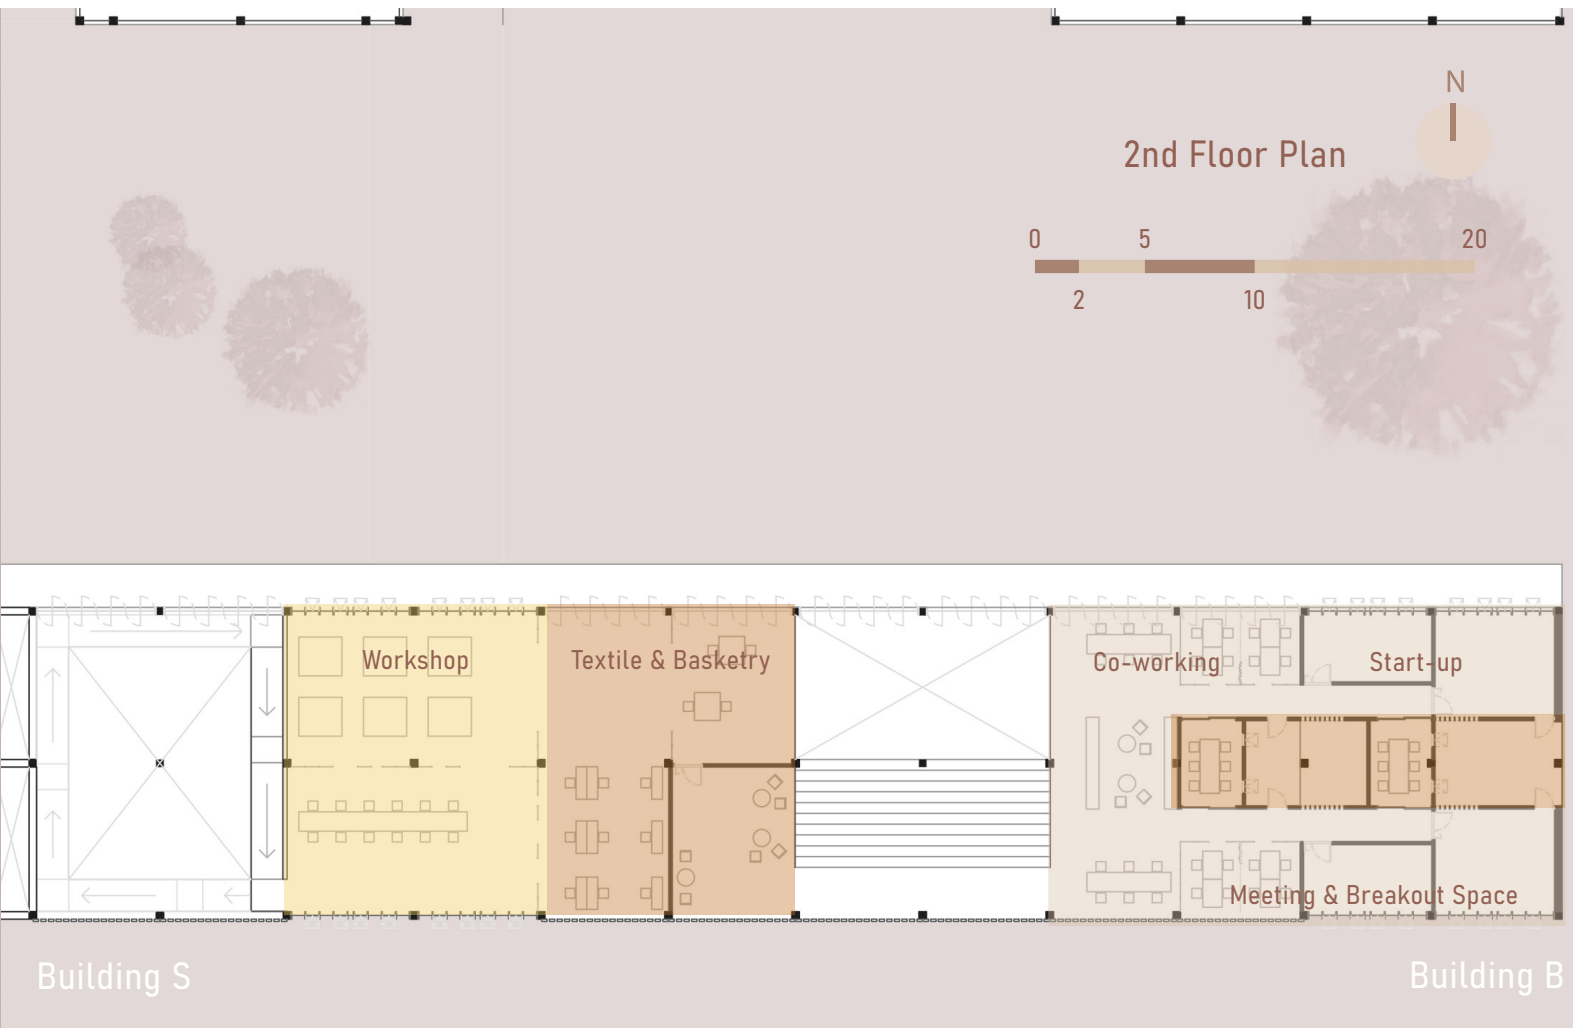 N
2nd Floor Plan
0 5 20
2 10
Workshop
Textile & Basketry
Co-working
Start-up
Meeting & Breakout Space
Building S
Building B